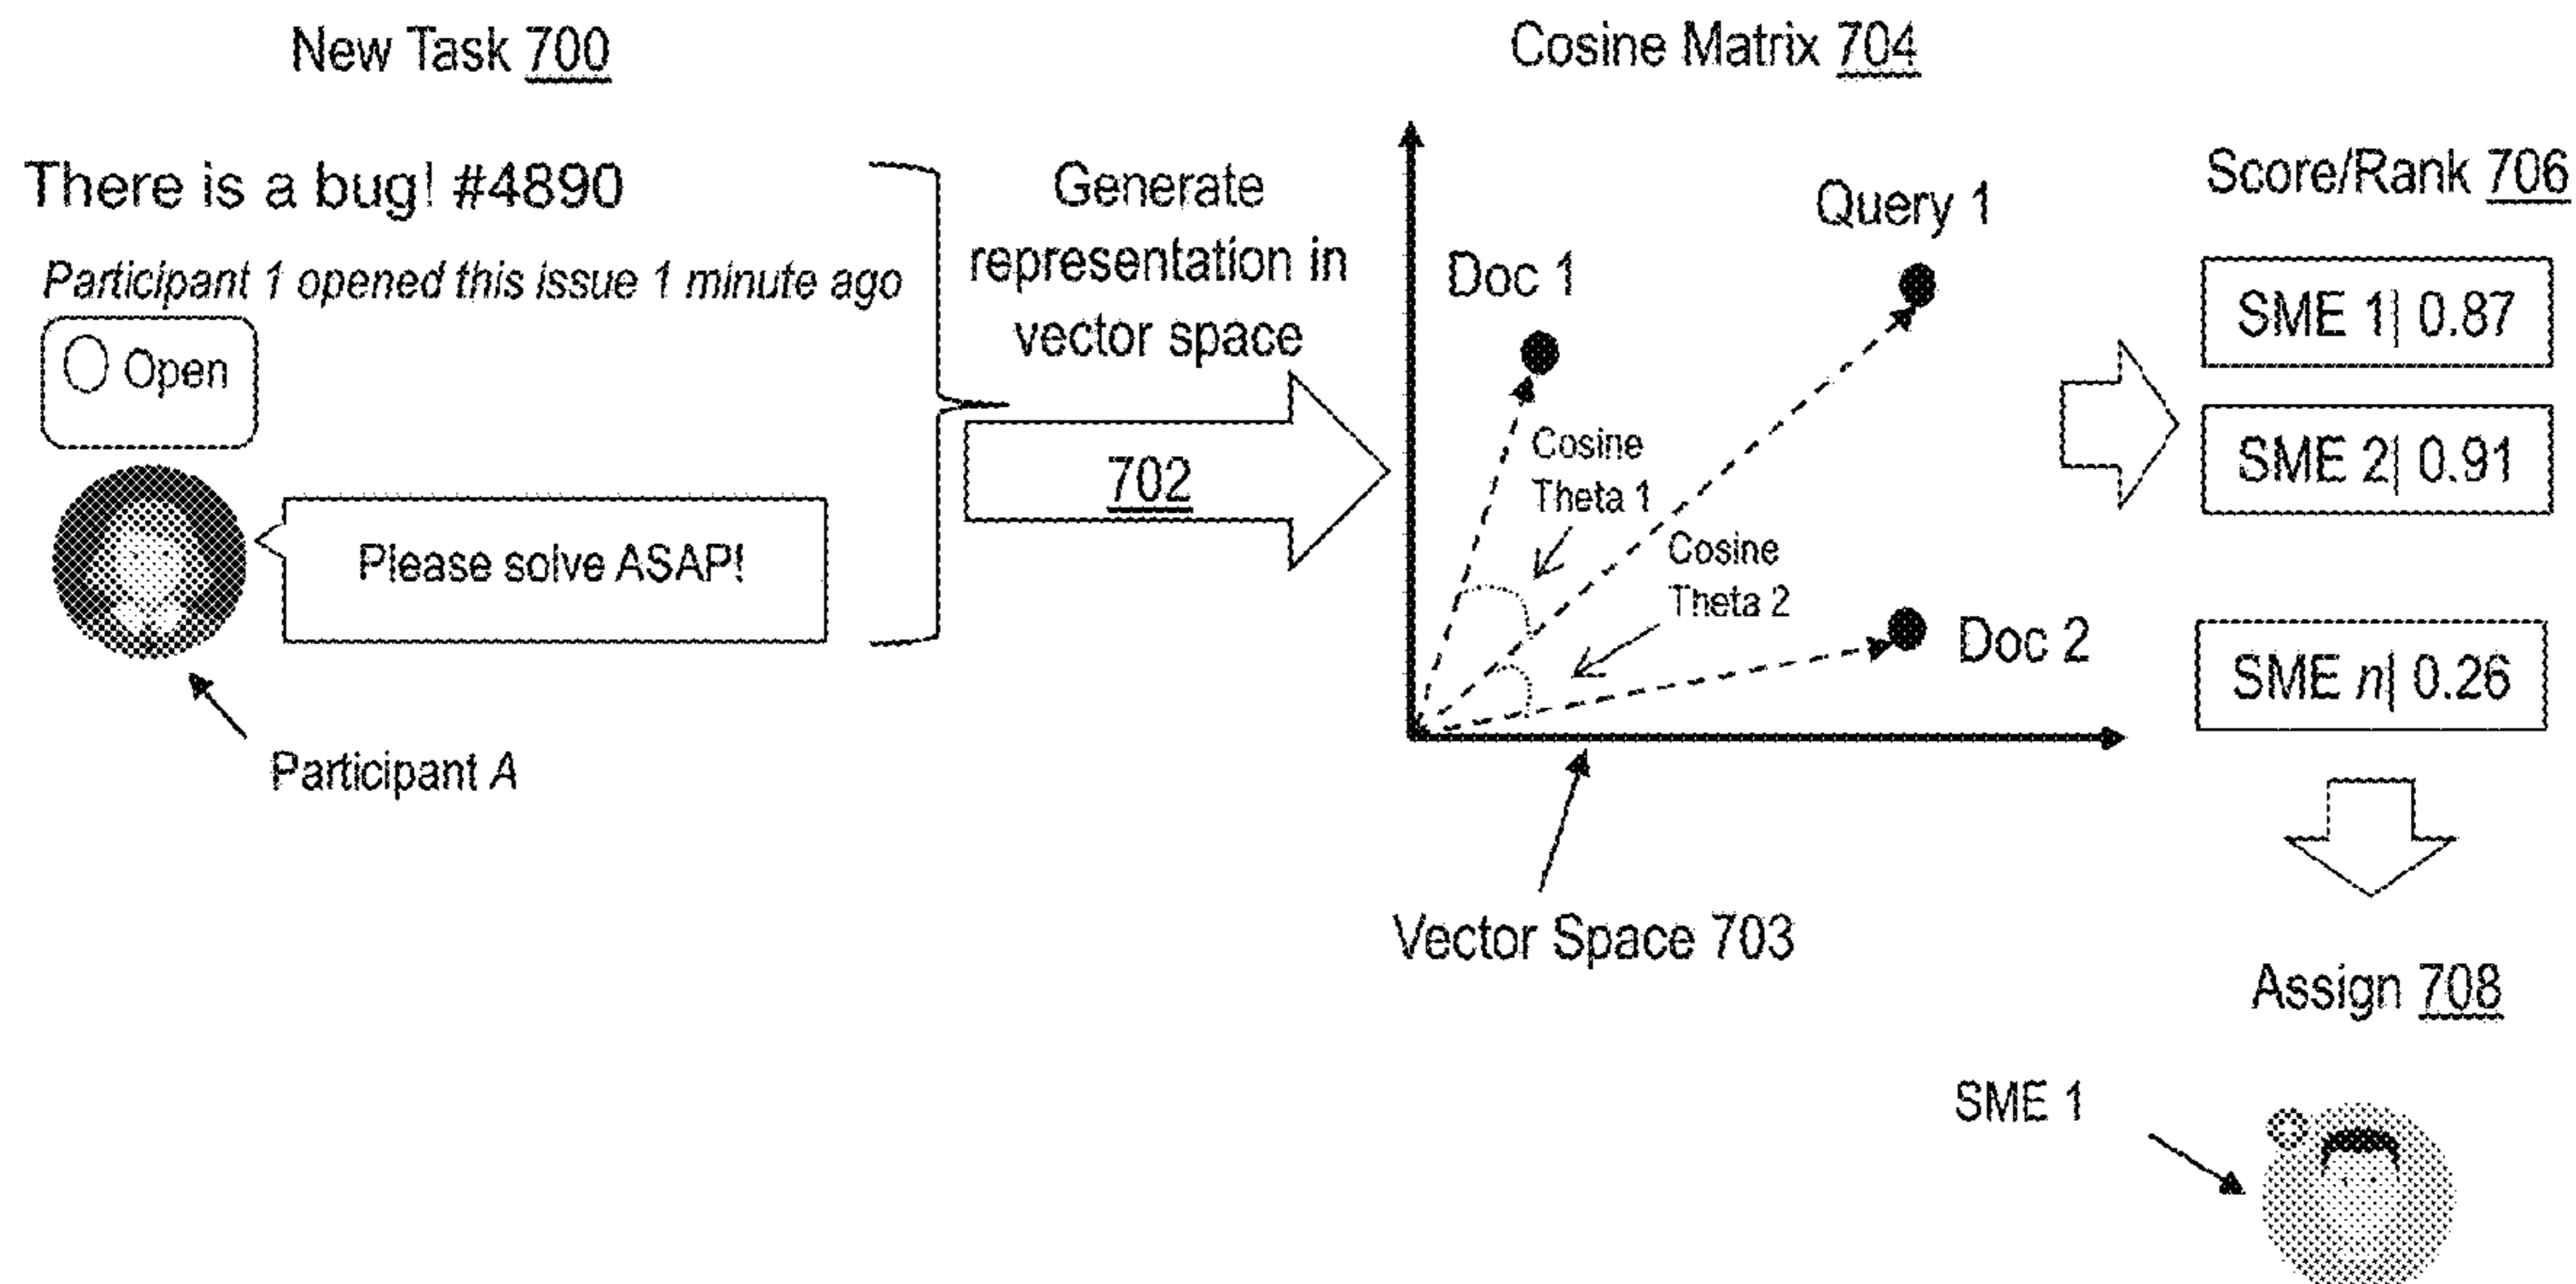 New Task 700
There is a bug! #4890
Participant 1 opened this issue 1 minute ago
Open
Please solve ASAP!
Participant A
Generate
representation in
vector space
702
Cosine Matrix 704
Doc 1
Query 1
Cosine
Theta 1
Cosine
Theta 2
Doc 2
Vector Space 703
Score/Rank 706
SME 1| 0.87
SME 2| 0.91
SME n| 0.26
Assign 708
SME 1